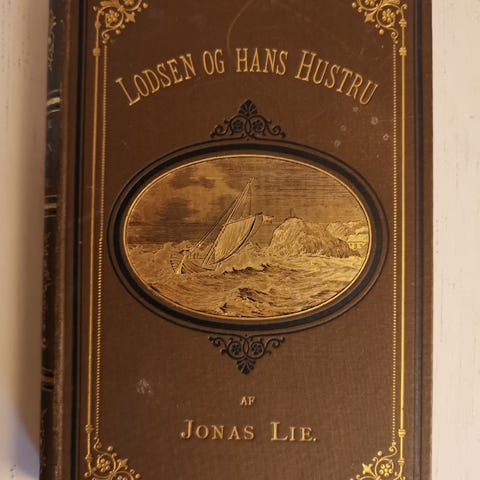 LODSEN OG HANS HUSTRU
AF
JONAS LIE.